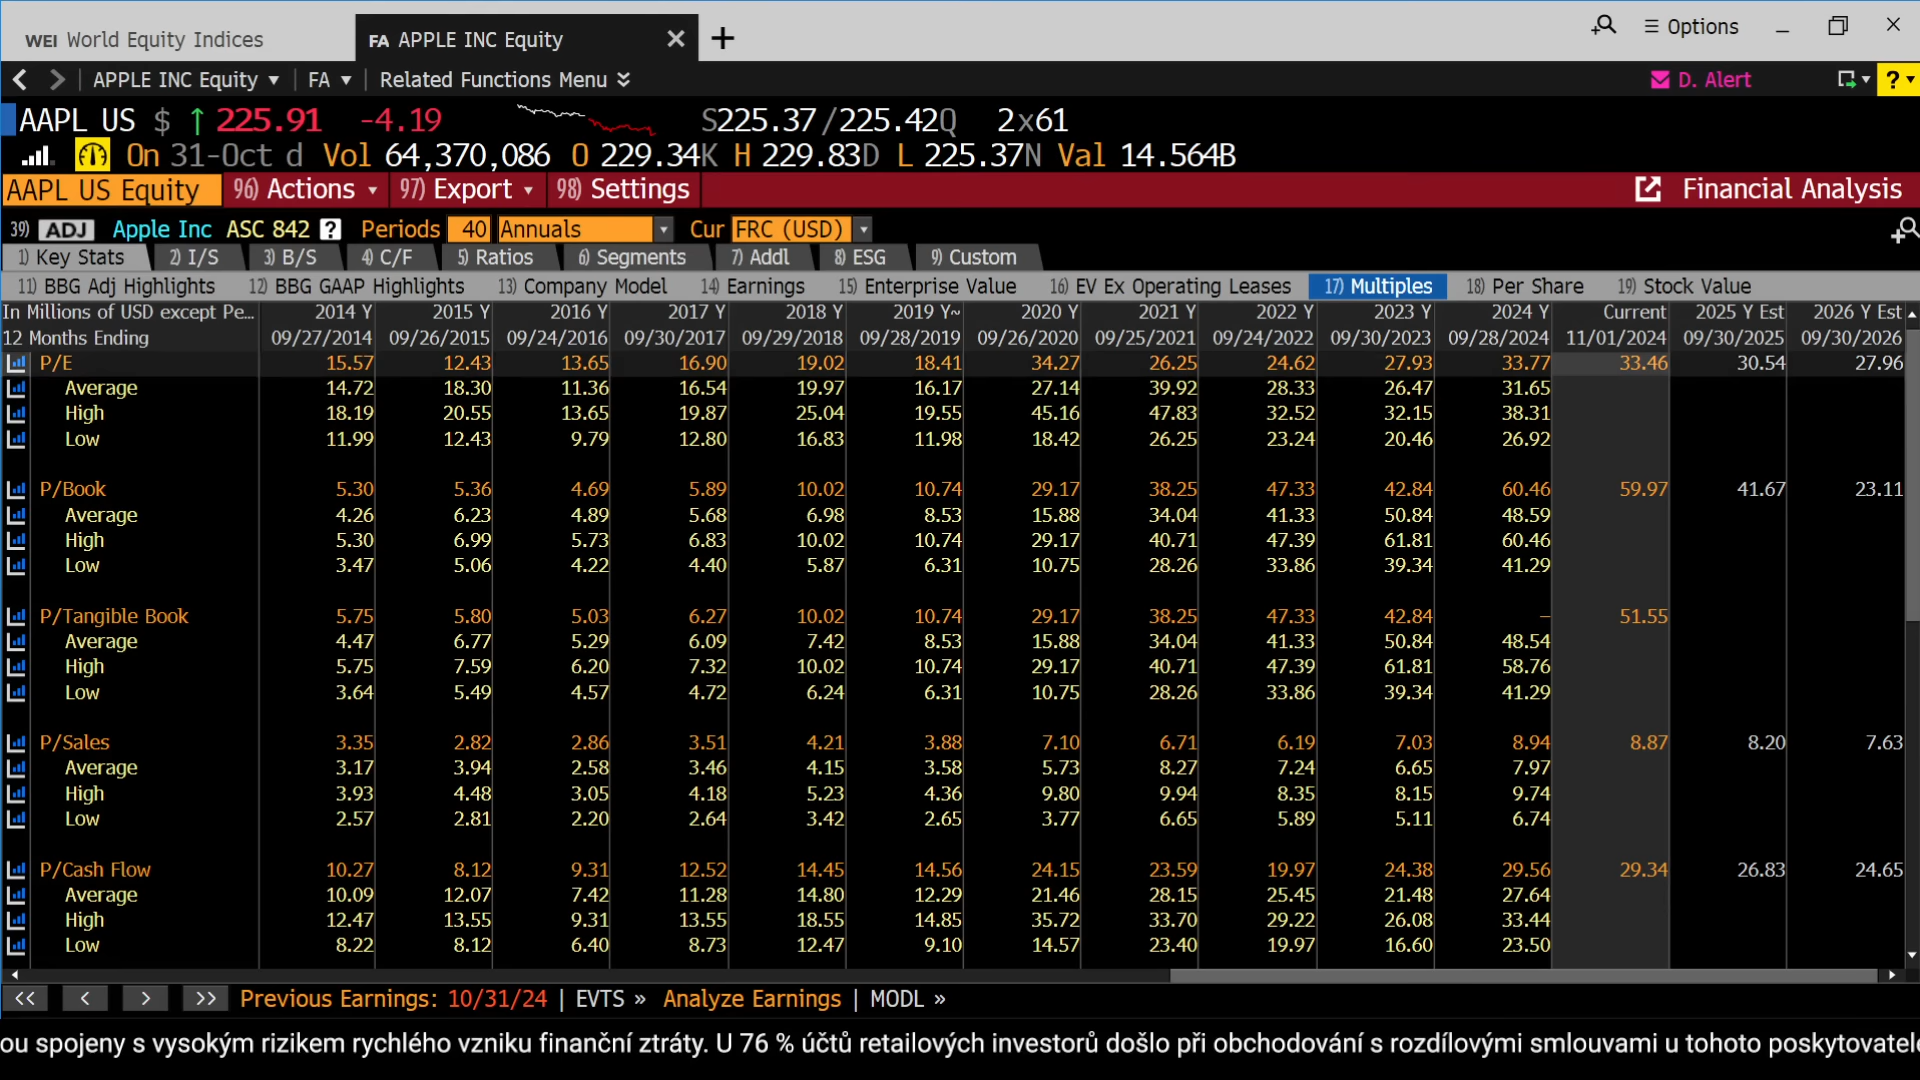 WEI World Equity Indices FA APPLE INC Equity Options
APPLE INC Equity FA Related Functions Menu D. Alert ?
AAPL US $ ↑ 225.91 -4.19 S225.37/225.42Q 2x61
On 31-Oct d Vol 64,370,086 O 229.34K H 229.83D L 225.37N Val 14.564B
AAPL US Equity 96) Actions 97) Export 98) Settings Financial Analysis
39) ADJ Apple Inc ASC 842 ? Periods 40 Annuals Cur FRC (USD)
1) Key Stats 2) I/S 3) B/S 4) C/F 5) Ratios 6) Segments 7) Addl 8) ESG 9) Custom
11) BBG Adj Highlights 12) BBG GAAP Highlights 13) Company Model 14) Earnings 15) Enterprise Value 16) EV Ex Operating Leases 17) Multiples 18) Per Share 19) Stock Value
In Millions of USD except Pe... 2014 Y 2015 Y 2016 Y 2017 Y 2018 Y 2019 Y~ 2020 Y 2021 Y 2022 Y 2023 Y 2024 Y Current 2025 Y Est 2026 Y Est
12 Months Ending 09/27/2014 09/26/2015 09/24/2016 09/30/2017 09/29/2018 09/28/2019 09/26/2020 09/25/2021 09/24/2022 09/30/2023 09/28/2024 11/01/2024 09/30/2025 09/30/2026
P/E 15.57 12.43 13.65 16.90 19.02 18.41 34.27 26.25 24.62 27.93 33.77 33.46 30.54 27.96
Average 14.72 18.30 11.36 16.54 19.97 16.17 27.14 39.92 28.33 26.47 31.65
High 18.19 20.55 13.65 19.87 25.04 19.55 45.16 47.83 32.52 32.15 38.31
Low 11.99 12.43 9.79 12.80 16.83 11.98 18.42 26.25 23.24 20.46 26.92
P/Book 5.30 5.36 4.69 5.89 10.02 10.74 29.17 38.25 47.33 42.84 60.46 59.97 41.67 23.11
Average 4.26 6.23 4.89 5.68 6.98 8.53 15.88 34.04 41.33 50.84 48.59
High 5.30 6.99 5.73 6.83 10.02 10.74 29.17 40.71 47.39 61.81 60.46
Low 3.47 5.06 4.22 4.40 5.87 6.31 10.75 28.26 33.86 39.34 41.29
P/Tangible Book 5.75 5.80 5.03 6.27 10.02 10.74 29.17 38.25 47.33 42.84 – 51.55
Average 4.47 6.77 5.29 6.09 7.42 8.53 15.88 34.04 41.33 50.84 48.54
High 5.75 7.59 6.20 7.32 10.02 10.74 29.17 40.71 47.39 61.81 58.76
Low 3.64 5.49 4.57 4.72 6.24 6.31 10.75 28.26 33.86 39.34 41.29
P/Sales 3.35 2.82 2.86 3.51 4.21 3.88 7.10 6.71 6.19 7.03 8.94 8.87 8.20 7.63
Average 3.17 3.94 2.58 3.46 4.15 3.58 5.73 8.27 7.24 6.65 7.97
High 3.93 4.48 3.05 4.18 5.23 4.36 9.80 9.94 8.35 8.15 9.74
Low 2.57 2.81 2.20 2.64 3.42 2.65 3.77 6.65 5.89 5.11 6.74
P/Cash Flow 10.27 8.12 9.31 12.52 14.45 14.56 24.15 23.59 19.97 24.38 29.56 29.34 26.83 24.65
Average 10.09 12.07 7.42 11.28 14.80 12.29 21.46 28.15 25.45 21.48 27.64
High 12.47 13.55 9.31 13.55 18.55 14.85 35.72 33.70 29.22 26.08 33.44
Low 8.22 8.12 6.40 8.73 12.47 9.10 14.57 23.40 19.97 16.60 23.50
<< < > >> Previous Earnings: 10/31/24 | EVTS » Analyze Earnings | MODL »
ou spojeny s vysokým rizikem rychlého vzniku finanční ztráty. U 76 % účtů retailových investorů došlo při obchodování s rozdílovými smlouvami u tohoto poskytovatele